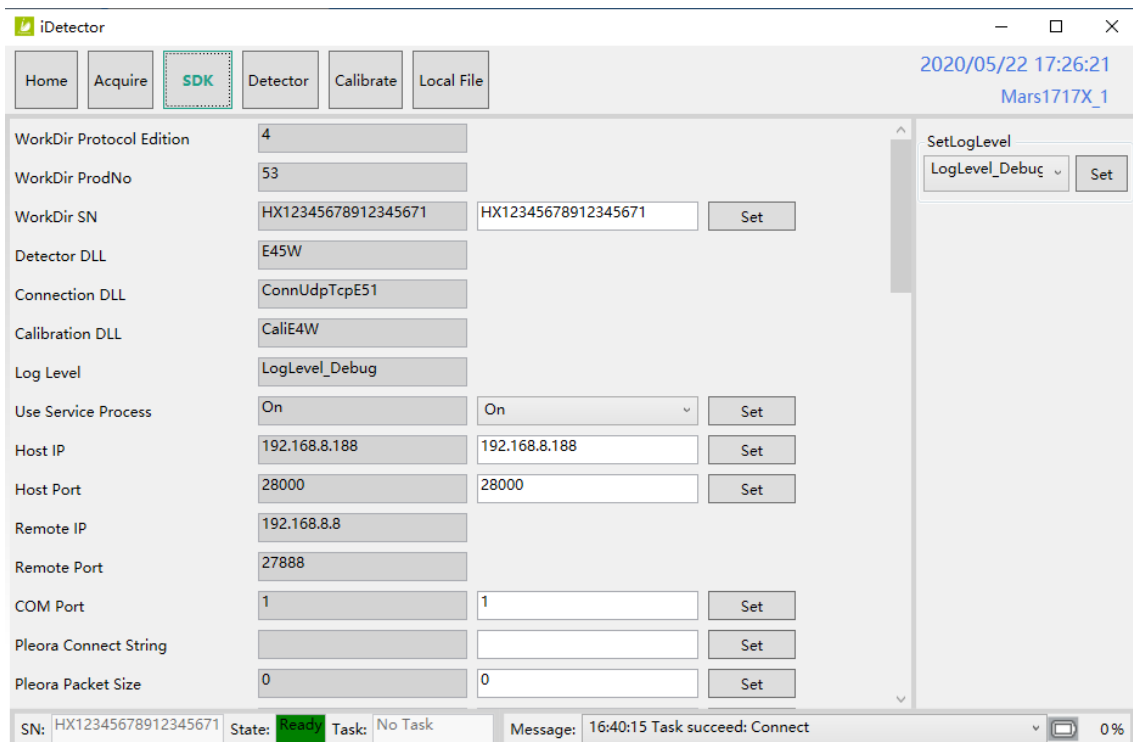 iDetector
Home Acquire SDK Detector Calibrate Local File
2020/05/22 17:26:21
Mars1717X_1
WorkDir Protocol Edition 4
WorkDir ProdNo 53
WorkDir SN HX12345678912345671 HX12345678912345671 Set
Detector DLL E45W
Connection DLL ConnUdpTcpE51
Calibration DLL CaliE4W
Log Level LogLevel_Debug
Use Service Process On On Set
Host IP 192.168.8.188 192.168.8.188 Set
Host Port 28000 28000 Set
Remote IP 192.168.8.8
Remote Port 27888
COM Port 1 1 Set
Pleora Connect String Set
Pleora Packet Size 0 0 Set
SetLogLevel
LogLevel_Debug Set
SN: HX12345678912345671 State: Ready Task: No Task Message: 16:40:15 Task succeed: Connect 0%